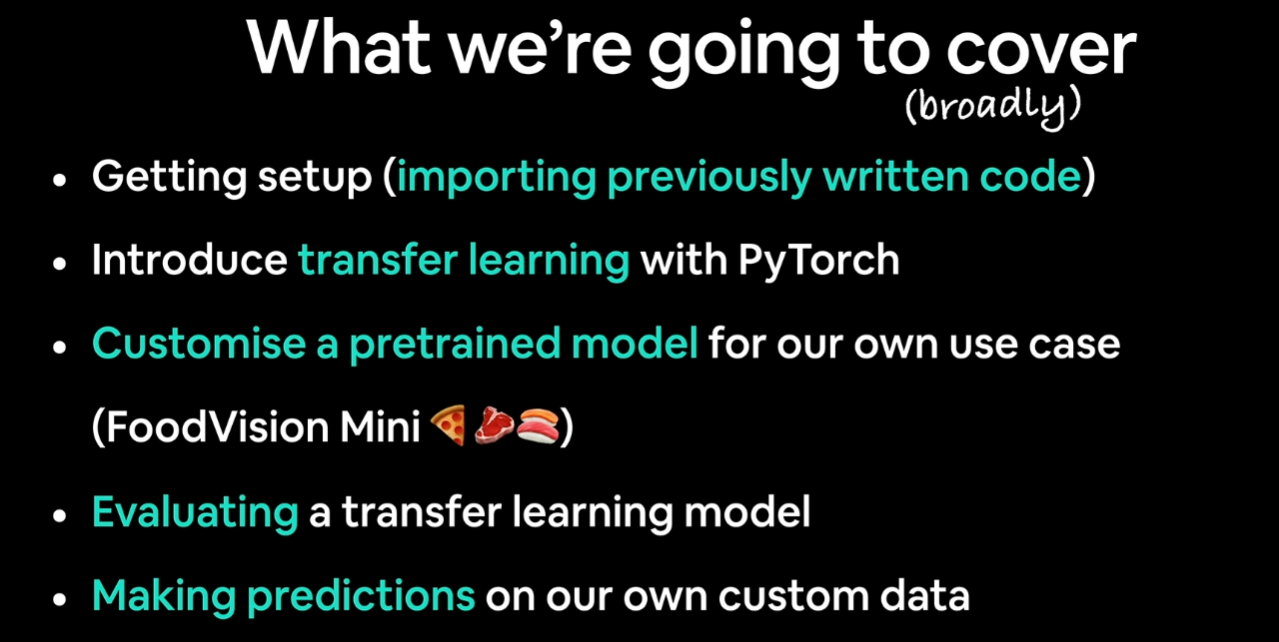 What we're going to cover
(broadly)
• Getting setup (importing previously written code)
• Introduce transfer learning with PyTorch
• Customise a pretrained model for our own use case
(FoodVision Mini 🍕🥩🍣)
• Evaluating a transfer learning model
• Making predictions on our own custom data